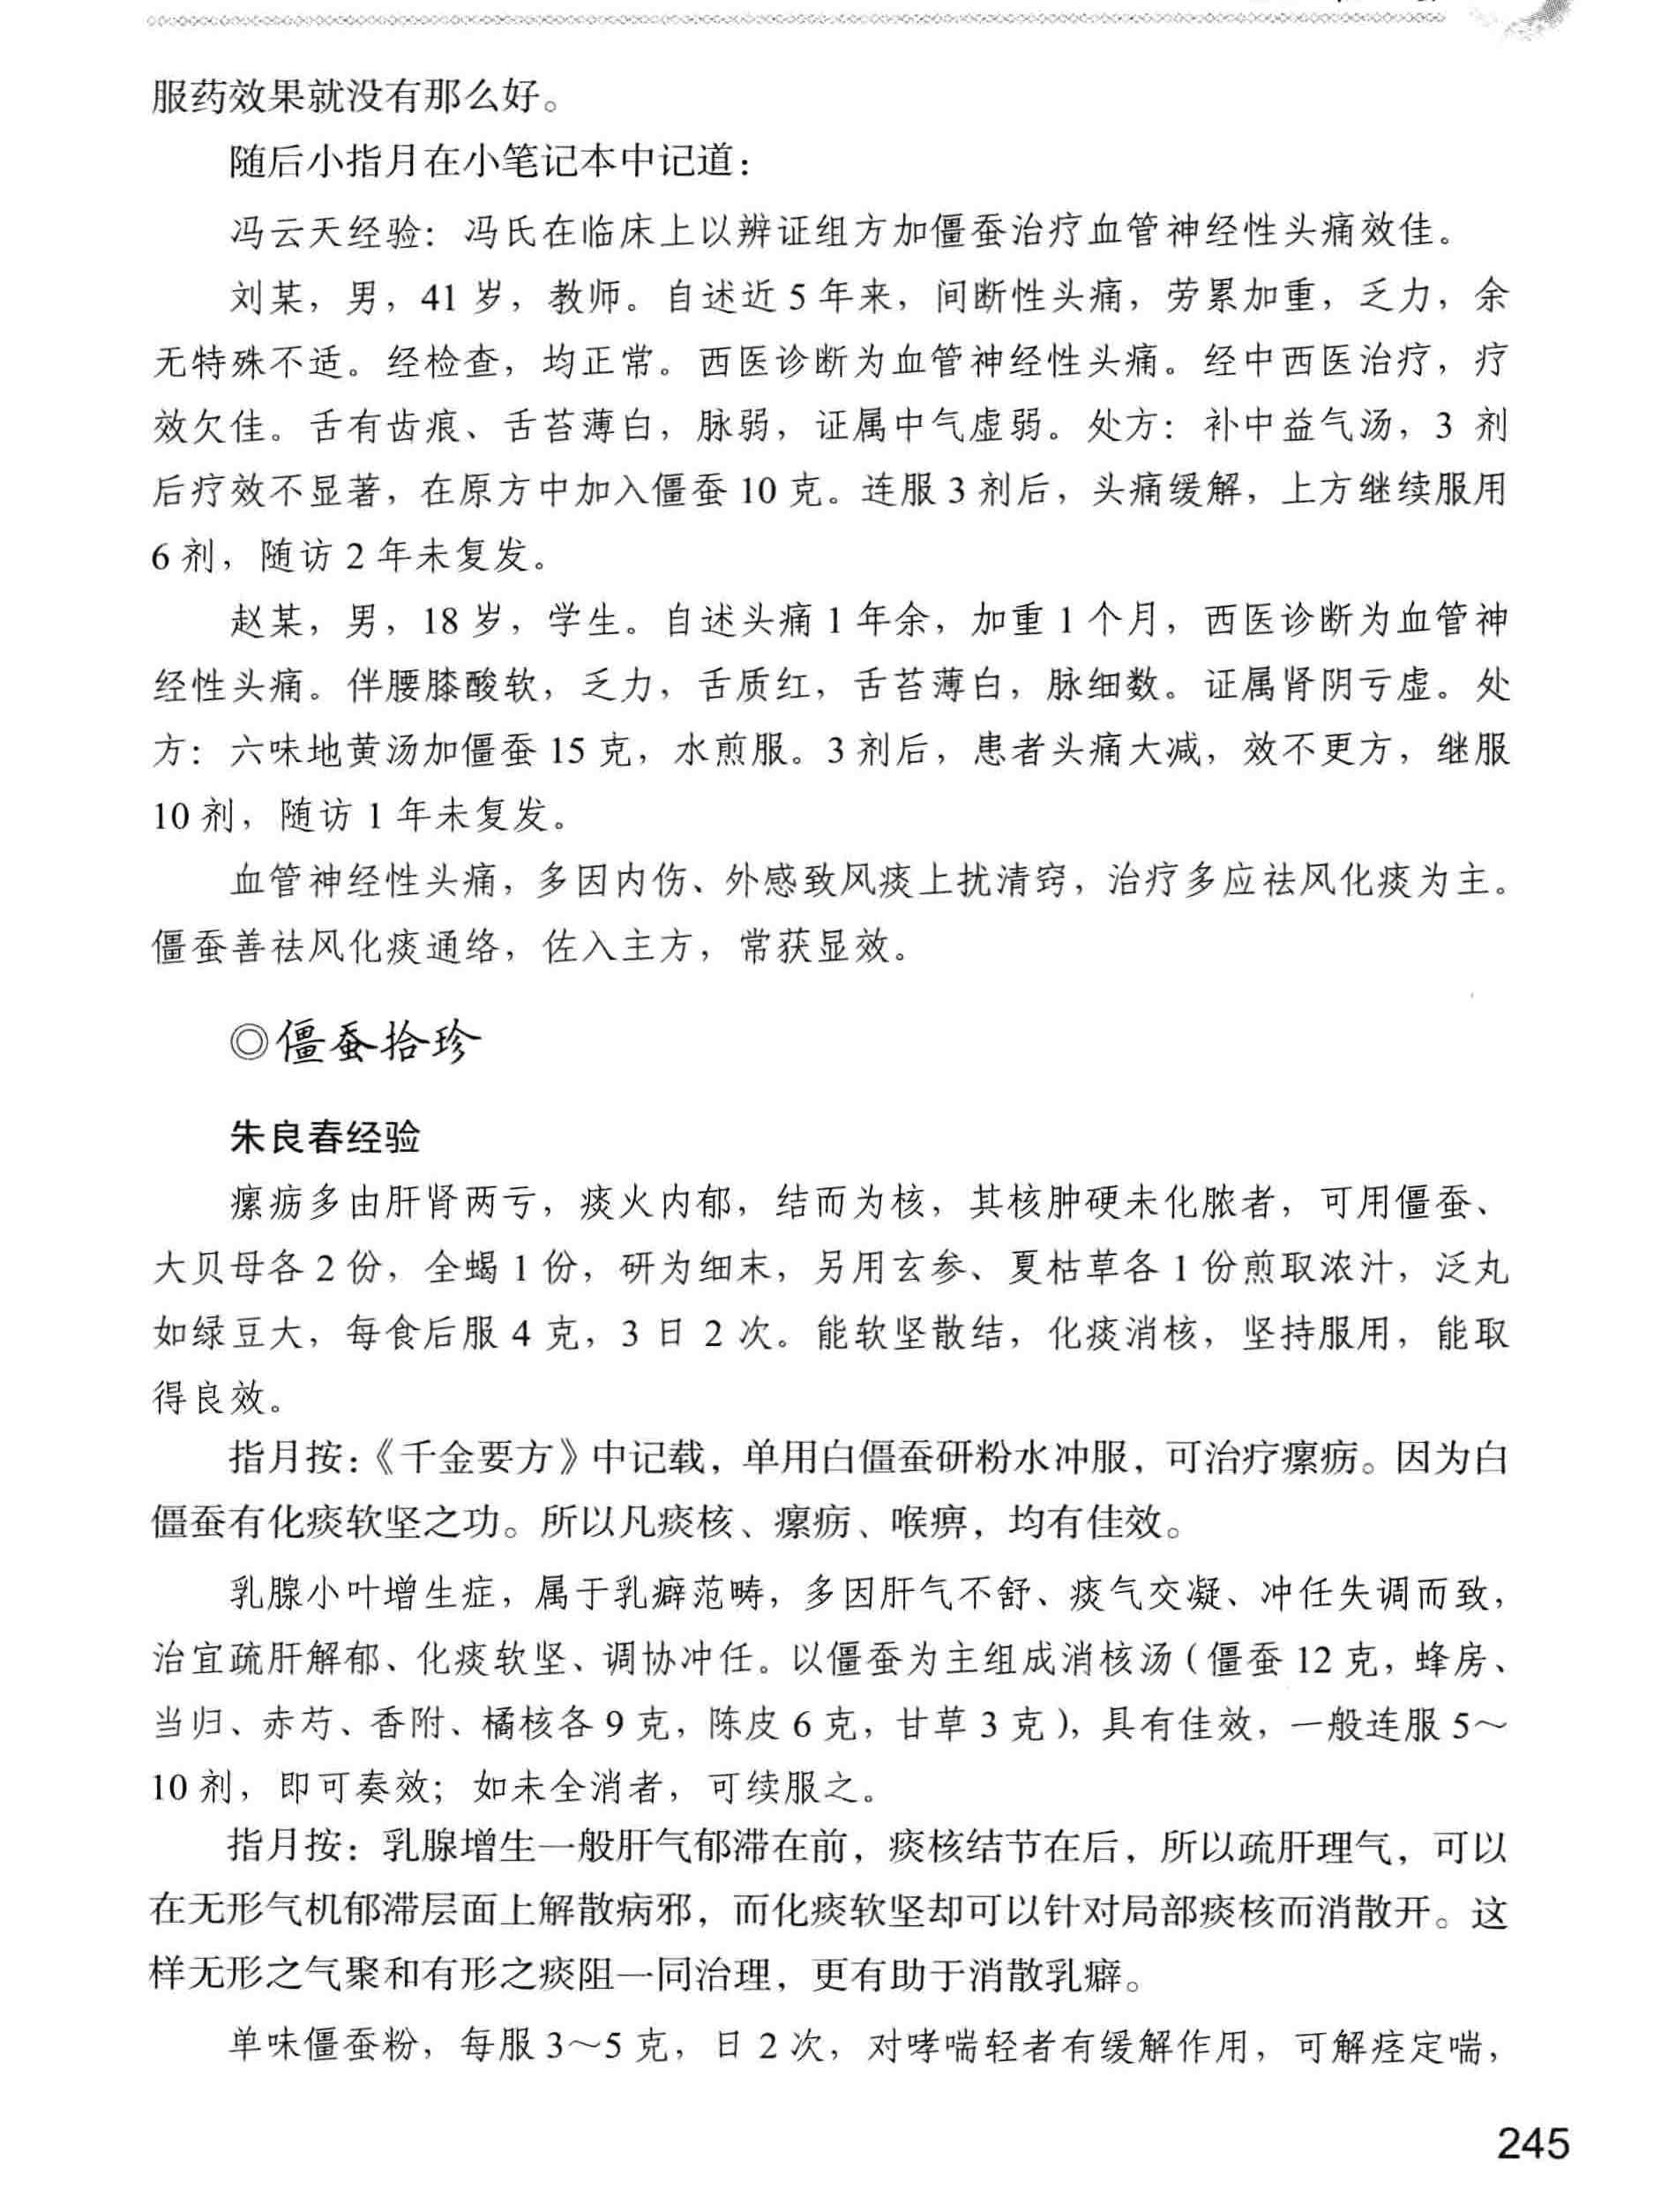 服药效果就没有那么好。
随后小指月在小笔记本中记道：
冯云天经验：冯氏在临床上以辨证组方加僵蚕治疗血管神经性头痛效佳。
刘某，男，41 岁，教师。自述近 5 年来，间断性头痛，劳累加重，乏力，余
无特殊不适。经检查，均正常。西医诊断为血管神经性头痛。经中西医治疗，疗
效欠佳。舌有齿痕、舌苔薄白，脉弱，证属中气虚弱。处方：补中益气汤，3 剂
后疗效不显著，在原方中加入僵蚕 10 克。连服 3 剂后，头痛缓解，上方继续服用
6 剂，随访 2 年未复发。
赵某，男，18 岁，学生。自述头痛 1 年余，加重 1 个月，西医诊断为血管神
经性头痛。伴腰膝酸软，乏力，舌质红，舌苔薄白，脉细数。证属肾阴亏虚。处
方：六味地黄汤加僵蚕 15 克，水煎服。3 剂后，患者头痛大减，效不更方，继服
10 剂，随访 1 年未复发。
血管神经性头痛，多因内伤、外感致风痰上扰清窍，治疗多应祛风化痰为主。
僵蚕善祛风化痰通络，佐入主方，常获显效。
◎僵蚕拾珍
朱良春经验
瘰疬多由肝肾两亏，痰火内郁，结而为核，其核肿硬未化脓者，可用僵蚕、
大贝母各 2 份，全蝎 1 份，研为细末，另用玄参、夏枯草各 1 份煎取浓汁，泛丸
如绿豆大，每食后服 4 克，3 日 2 次。能软坚散结，化痰消核，坚持服用，能取
得良效。
指月按：《千金要方》中记载，单用白僵蚕研粉水冲服，可治疗瘰疬。因为白
僵蚕有化痰软坚之功。所以凡痰核、瘰疬、喉痹，均有佳效。
乳腺小叶增生症，属于乳癖范畴，多因肝气不舒、痰气交凝、冲任失调而致，
治宜疏肝解郁、化痰软坚、调协冲任。以僵蚕为主组成消核汤（僵蚕 12 克，蜂房、
当归、赤芍、香附、橘核各 9 克，陈皮 6 克，甘草 3 克），具有佳效，一般连服 5～
10 剂，即可奏效；如未全消者，可续服之。
指月按：乳腺增生一般肝气郁滞在前，痰核结节在后，所以疏肝理气，可以
在无形气机郁滞层面上解散病邪，而化痰软坚却可以针对局部痰核而消散开。这
样无形之气聚和有形之痰阻一同治理，更有助于消散乳癖。
单味僵蚕粉，每服 3～5 克，日 2 次，对哮喘轻者有缓解作用，可解痉定喘，
245